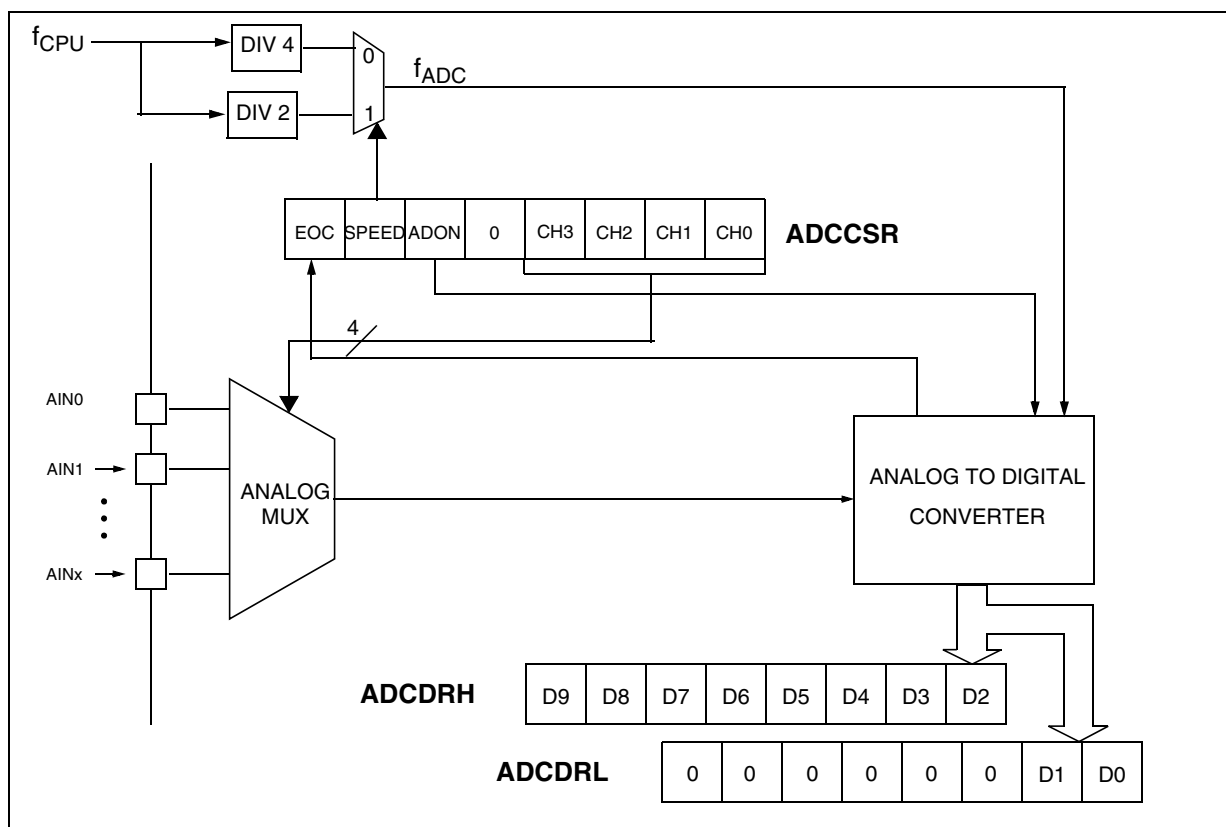 fCPU
DIV 4
0
fADC
DIV 2
1
EOC SPEED ADON 0 CH3 CH2 CH1 CH0
ADCCSR
4
AIN0
AIN1
AINx
ANALOG
MUX
ANALOG TO DIGITAL
CONVERTER
ADCDRH
D9 D8 D7 D6 D5 D4 D3 D2
ADCDRL
0 0 0 0 0 0 D1 D0